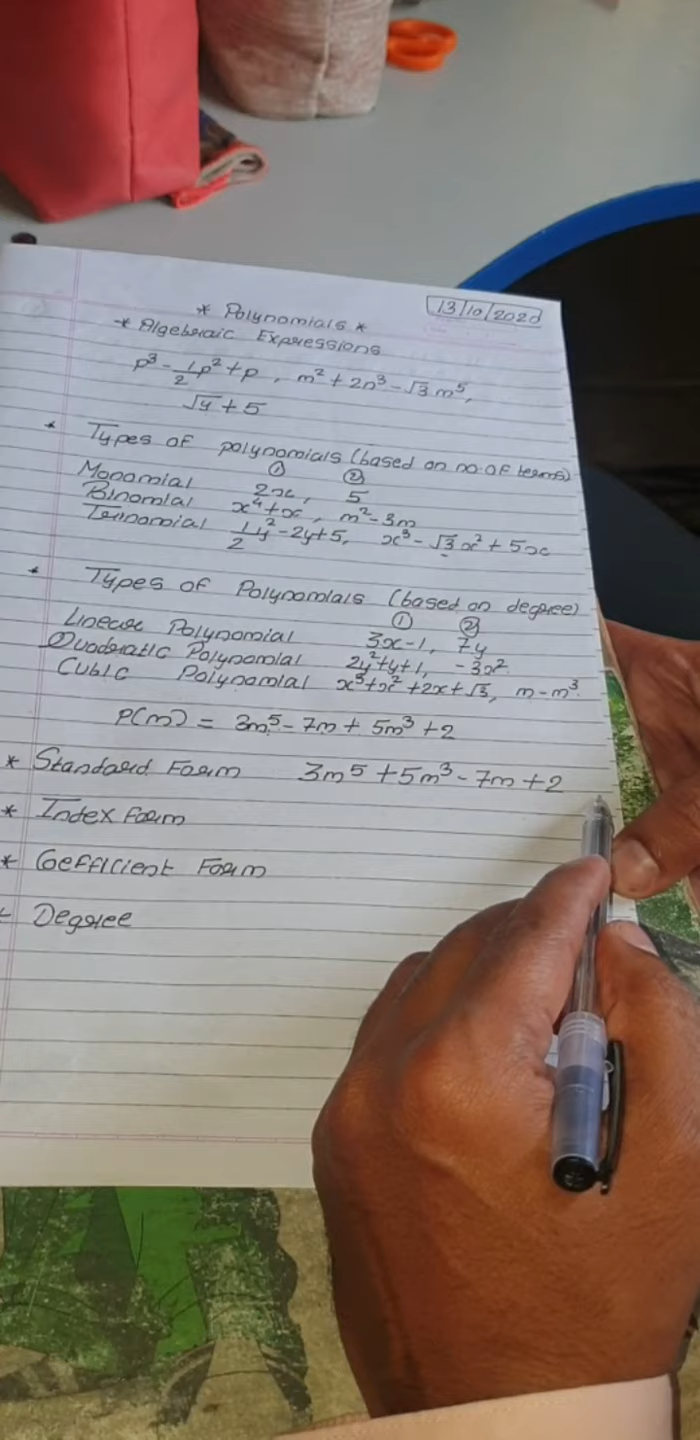 13/10/2020
* Polynomials *
* Algebraic Expressions
p³ - 1/2 p² + p, m² + 2n³ - √3 m⁵,
√y + 5
* Types of polynomials (based on no. of terms)
① ②
Monomial 2x, 5
Binomial x⁴+x, m²-3m
Trinomial 1/2 y² - 2y+5, x³ - √3 x² + 5x
* Types of Polynomials (based on degree)
① ②
Linear Polynomial 3x-1, 7y
Quadratic Polynomial 2y²+y+1, -3x²
Cubic Polynomial x³+x²+2x+√3, m-m³
P(m) = 3m⁵ - 7m + 5m³ + 2
* Standard Form 3m⁵ + 5m³ - 7m + 2
* Index Form
* Coefficient Form
* Degree